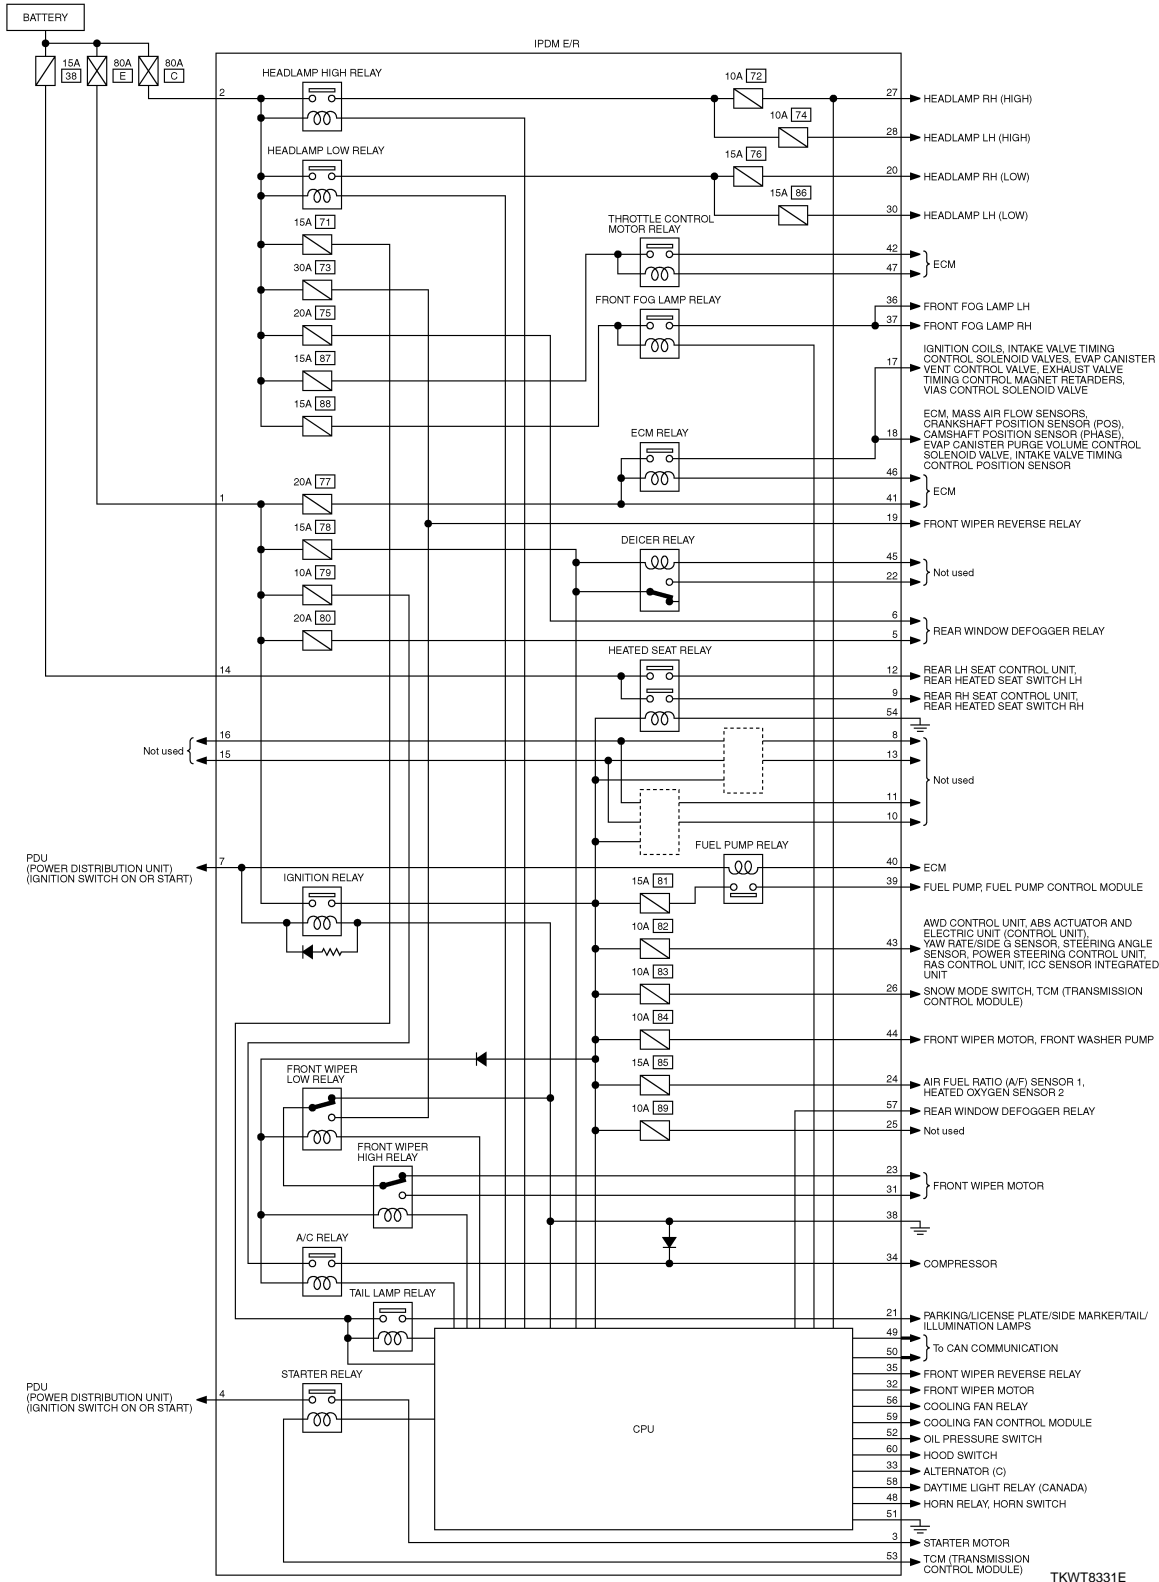 BATTERY
15A
38
80A
E
80A
C
IPDM E/R
2
HEADLAMP HIGH RELAY
10A 72
27
HEADLAMP RH (HIGH)
10A 74
28
HEADLAMP LH (HIGH)
HEADLAMP LOW RELAY
15A 76
20
HEADLAMP RH (LOW)
15A 86
30
HEADLAMP LH (LOW)
15A 71
THROTTLE CONTROL
MOTOR RELAY
42
47
ECM
30A 73
FRONT FOG LAMP RELAY
36
FRONT FOG LAMP LH
37
FRONT FOG LAMP RH
20A 75
15A 87
15A 88
17
IGNITION COILS, INTAKE VALVE TIMING
CONTROL SOLENOID VALVES, EVAP CANISTER
VENT CONTROL VALVE, EXHAUST VALVE
TIMING CONTROL MAGNET RETARDERS,
VIAS CONTROL SOLENOID VALVE
18
ECM, MASS AIR FLOW SENSORS,
CRANKSHAFT POSITION SENSOR (POS),
CAMSHAFT POSITION SENSOR (PHASE),
EVAP CANISTER PURGE VOLUME CONTROL
SOLENOID VALVE, INTAKE VALVE TIMING
CONTROL POSITION SENSOR
ECM RELAY
46
41
ECM
1
20A 77
19
FRONT WIPER REVERSE RELAY
15A 78
DEICER RELAY
45
22
Not used
10A 79
20A 80
6
5
REAR WINDOW DEFOGGER RELAY
14
HEATED SEAT RELAY
12
REAR LH SEAT CONTROL UNIT,
REAR HEATED SEAT SWITCH LH
9
REAR RH SEAT CONTROL UNIT,
REAR HEATED SEAT SWITCH RH
54
Not used
16
15
8
13
11
10
Not used
PDU
(POWER DISTRIBUTION UNIT)
(IGNITION SWITCH ON OR START)
7
FUEL PUMP RELAY
40
ECM
39
FUEL PUMP, FUEL PUMP CONTROL MODULE
IGNITION RELAY
15A 81
10A 82
43
AWD CONTROL UNIT, ABS ACTUATOR AND
ELECTRIC UNIT (CONTROL UNIT),
YAW RATE/SIDE G SENSOR, STEERING ANGLE
SENSOR, POWER STEERING CONTROL UNIT,
RAS CONTROL UNIT, ICC SENSOR INTEGRATED
UNIT
10A 83
26
SNOW MODE SWITCH, TCM (TRANSMISSION
CONTROL MODULE)
10A 84
44
FRONT WIPER MOTOR, FRONT WASHER PUMP
15A 85
24
AIR FUEL RATIO (A/F) SENSOR 1,
HEATED OXYGEN SENSOR 2
FRONT WIPER
LOW RELAY
57
REAR WINDOW DEFOGGER RELAY
10A 89
25
Not used
FRONT WIPER
HIGH RELAY
23
31
FRONT WIPER MOTOR
38
A/C RELAY
34
COMPRESSOR
TAIL LAMP RELAY
21
PARKING/LICENSE PLATE/SIDE MARKER/TAIL/
ILLUMINATION LAMPS
49
50
To CAN COMMUNICATION
35
FRONT WIPER REVERSE RELAY
32
FRONT WIPER MOTOR
PDU
(POWER DISTRIBUTION UNIT)
(IGNITION SWITCH ON OR START)
4
STARTER RELAY
CPU
56
COOLING FAN RELAY
59
COOLING FAN CONTROL MODULE
52
OIL PRESSURE SWITCH
60
HOOD SWITCH
33
ALTERNATOR (C)
58
DAYTIME LIGHT RELAY (CANADA)
48
HORN RELAY, HORN SWITCH
51
3
STARTER MOTOR
53
TCM (TRANSMISSION
CONTROL MODULE)
TKWT8331E